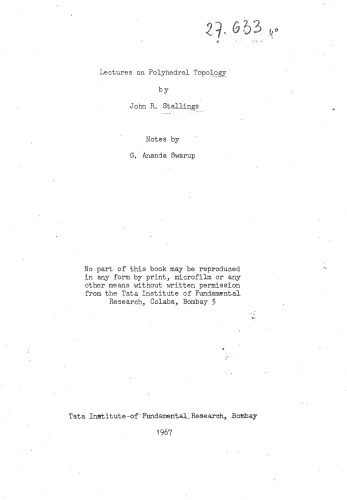 27.633 4°
Lectures on Polyhedral Topology
by
John R. Stallings
Notes by
G. Ananda Swarup
No part of this book may be reproduced
in any form by print, microfilm or any
other means without written permission
from the Tata Institute of Fundamental
Research, Colaba, Bombay 5
Tata Institute of Fundamental Research, Bombay
1967